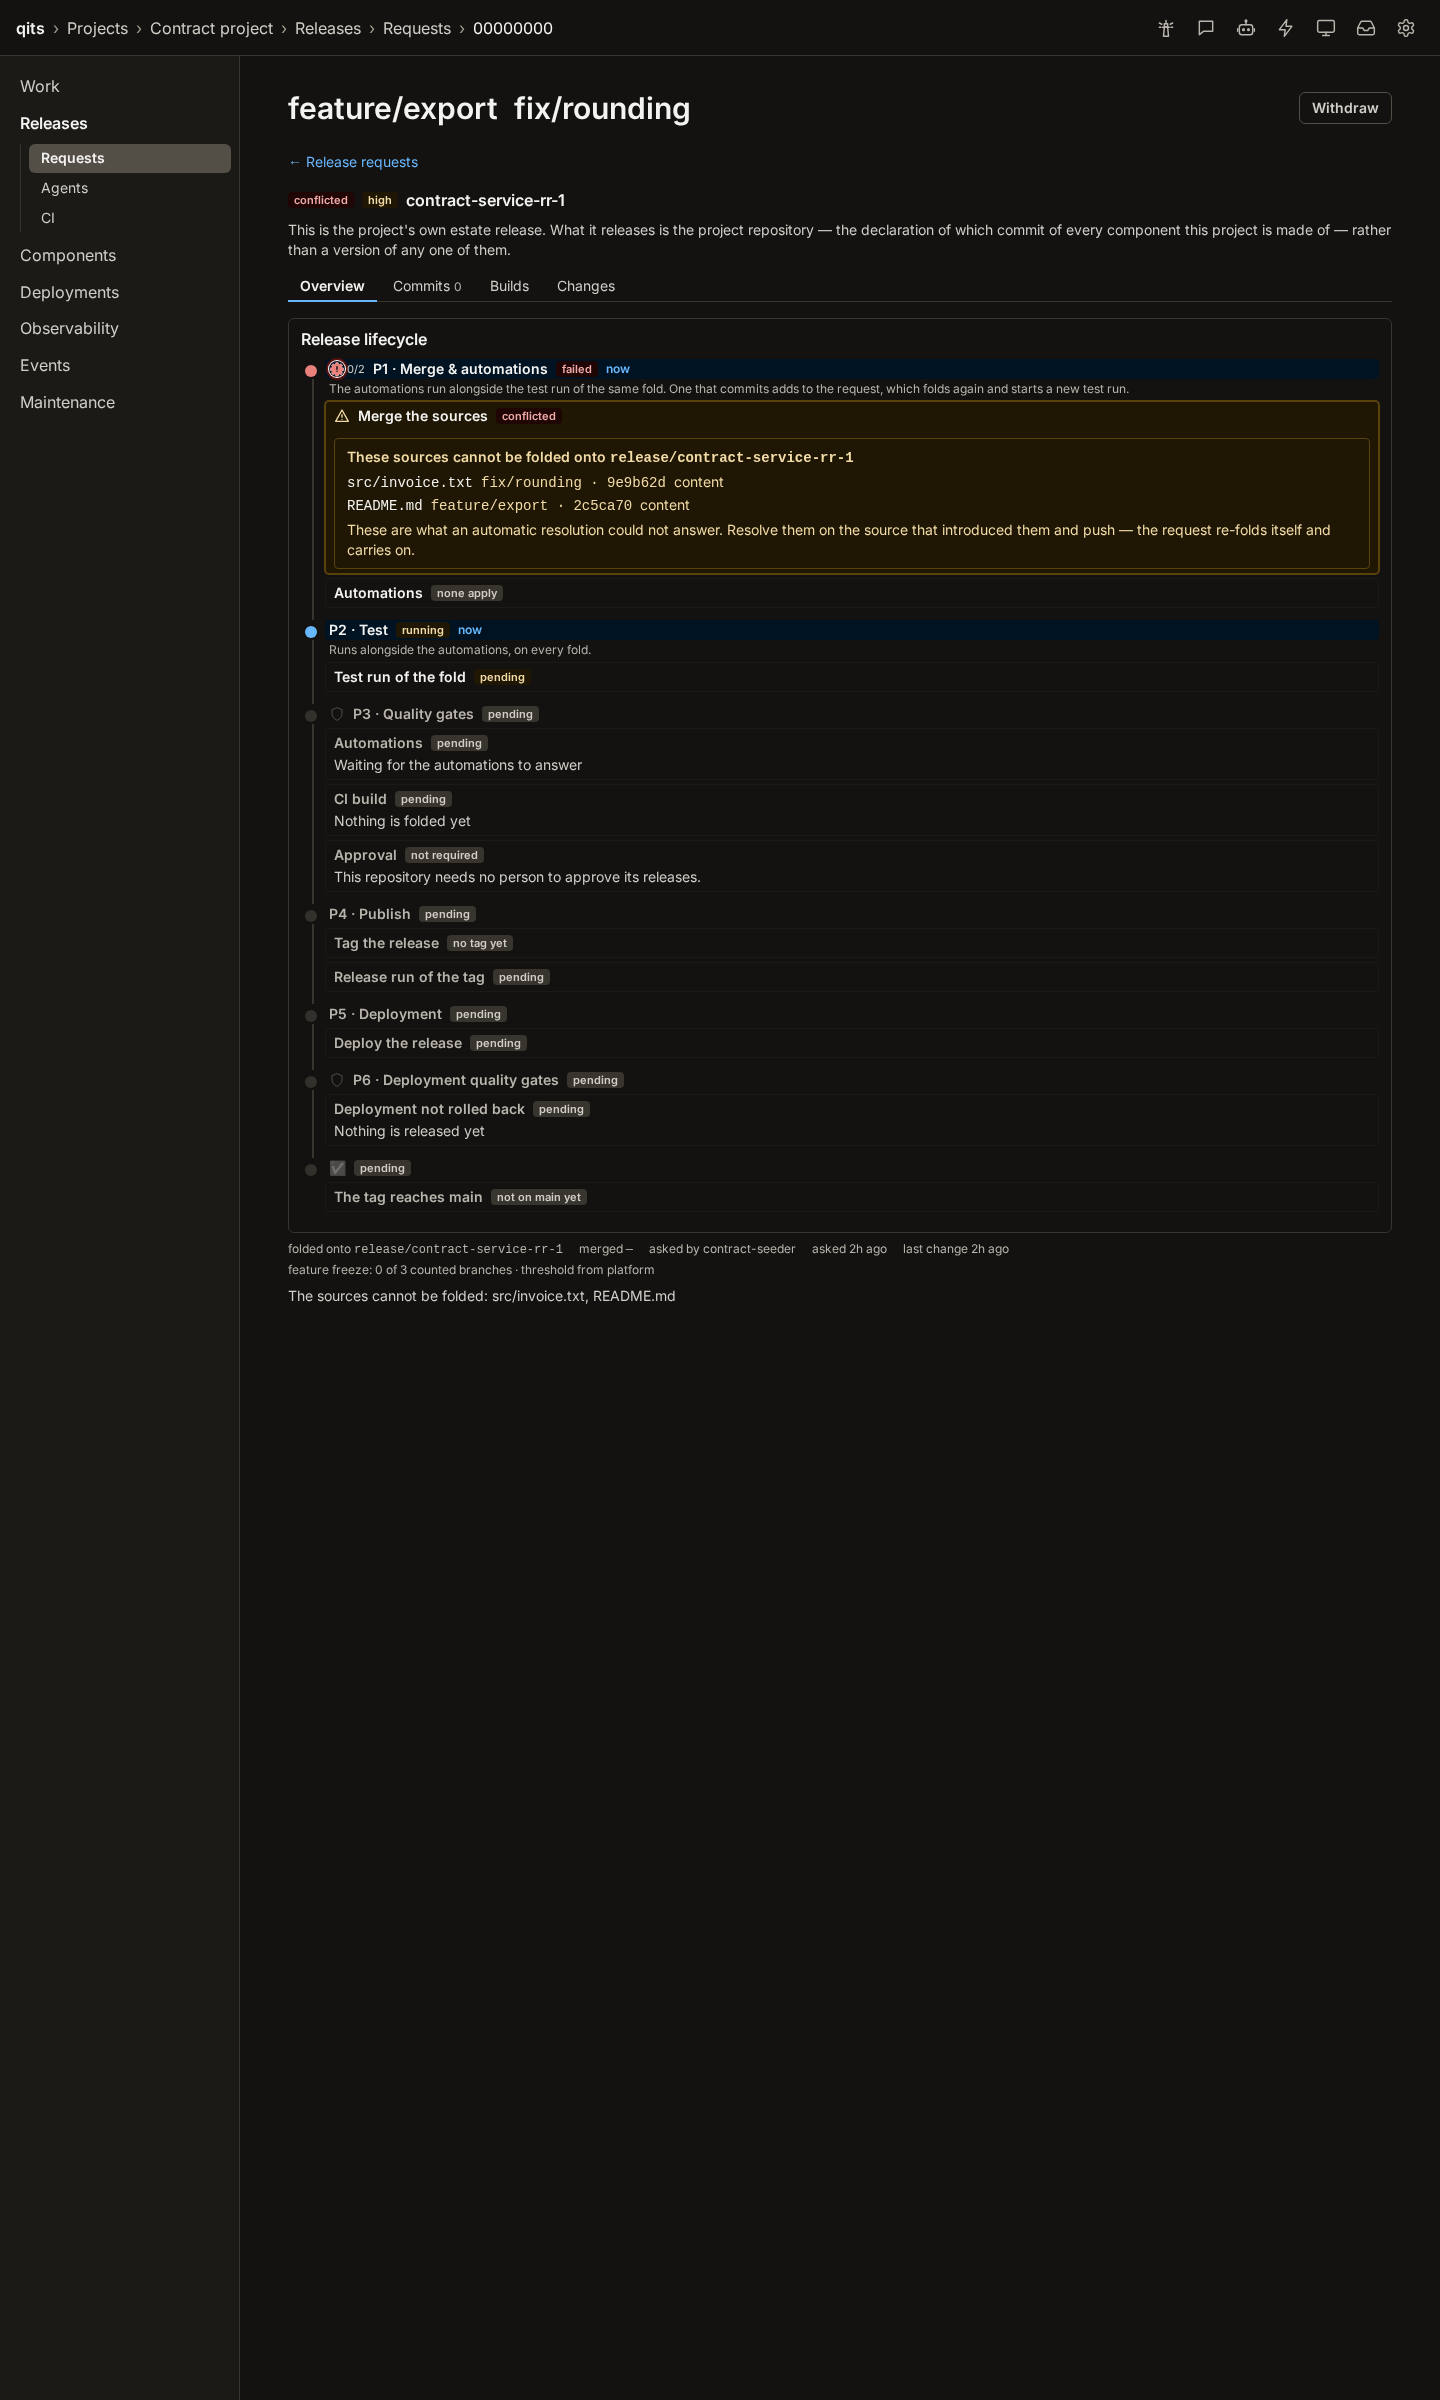 qits › Projects › Contract project › Releases › Requests › 00000000
Work
Releases
Requests
Agents
CI
Components
Deployments
Observability
Events
Maintenance
feature/export fix/rounding
Withdraw
← Release requests
conflicted high contract-service-rr-1
This is the project's own estate release. What it releases is the project repository — the declaration of which commit of every component this project is made of — rather
than a version of any one of them.
Overview Commits 0 Builds Changes
Release lifecycle
0/2 P1 · Merge & automations failed now
The automations run alongside the test run of the same fold. One that commits adds to the request, which folds again and starts a new test run.
Merge the sources conflicted
These sources cannot be folded onto release/contract-service-rr-1
src/invoice.txt fix/rounding · 9e9b62d content
README.md feature/export · 2c5ca70 content
These are what an automatic resolution could not answer. Resolve them on the source that introduced them and push — the request re-folds itself and
carries on.
Automations none apply
P2 · Test running now
Runs alongside the automations, on every fold.
Test run of the fold pending
P3 · Quality gates pending
Automations pending
Waiting for the automations to answer
CI build pending
Nothing is folded yet
Approval not required
This repository needs no person to approve its releases.
P4 · Publish pending
Tag the release no tag yet
Release run of the tag pending
P5 · Deployment pending
Deploy the release pending
P6 · Deployment quality gates pending
Deployment not rolled back pending
Nothing is released yet
pending
The tag reaches main not on main yet
folded onto release/contract-service-rr-1 merged — asked by contract-seeder asked 2h ago last change 2h ago
feature freeze: 0 of 3 counted branches · threshold from platform
The sources cannot be folded: src/invoice.txt, README.md